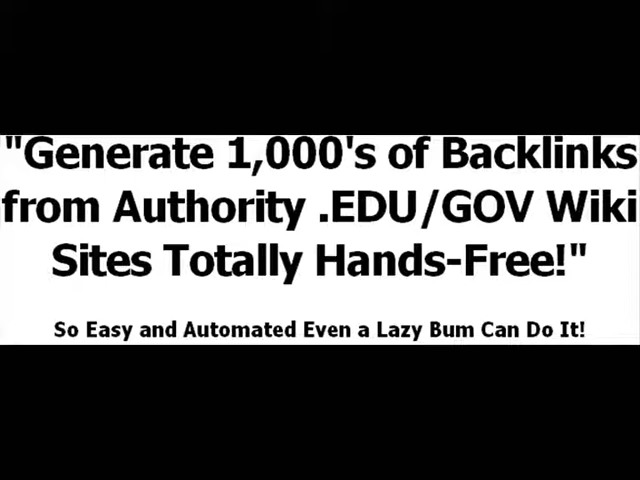 "Generate 1,000's of Backlinks
from Authority .EDU/GOV Wiki
Sites Totally Hands-Free!"
So Easy and Automated Even a Lazy Bum Can Do It!